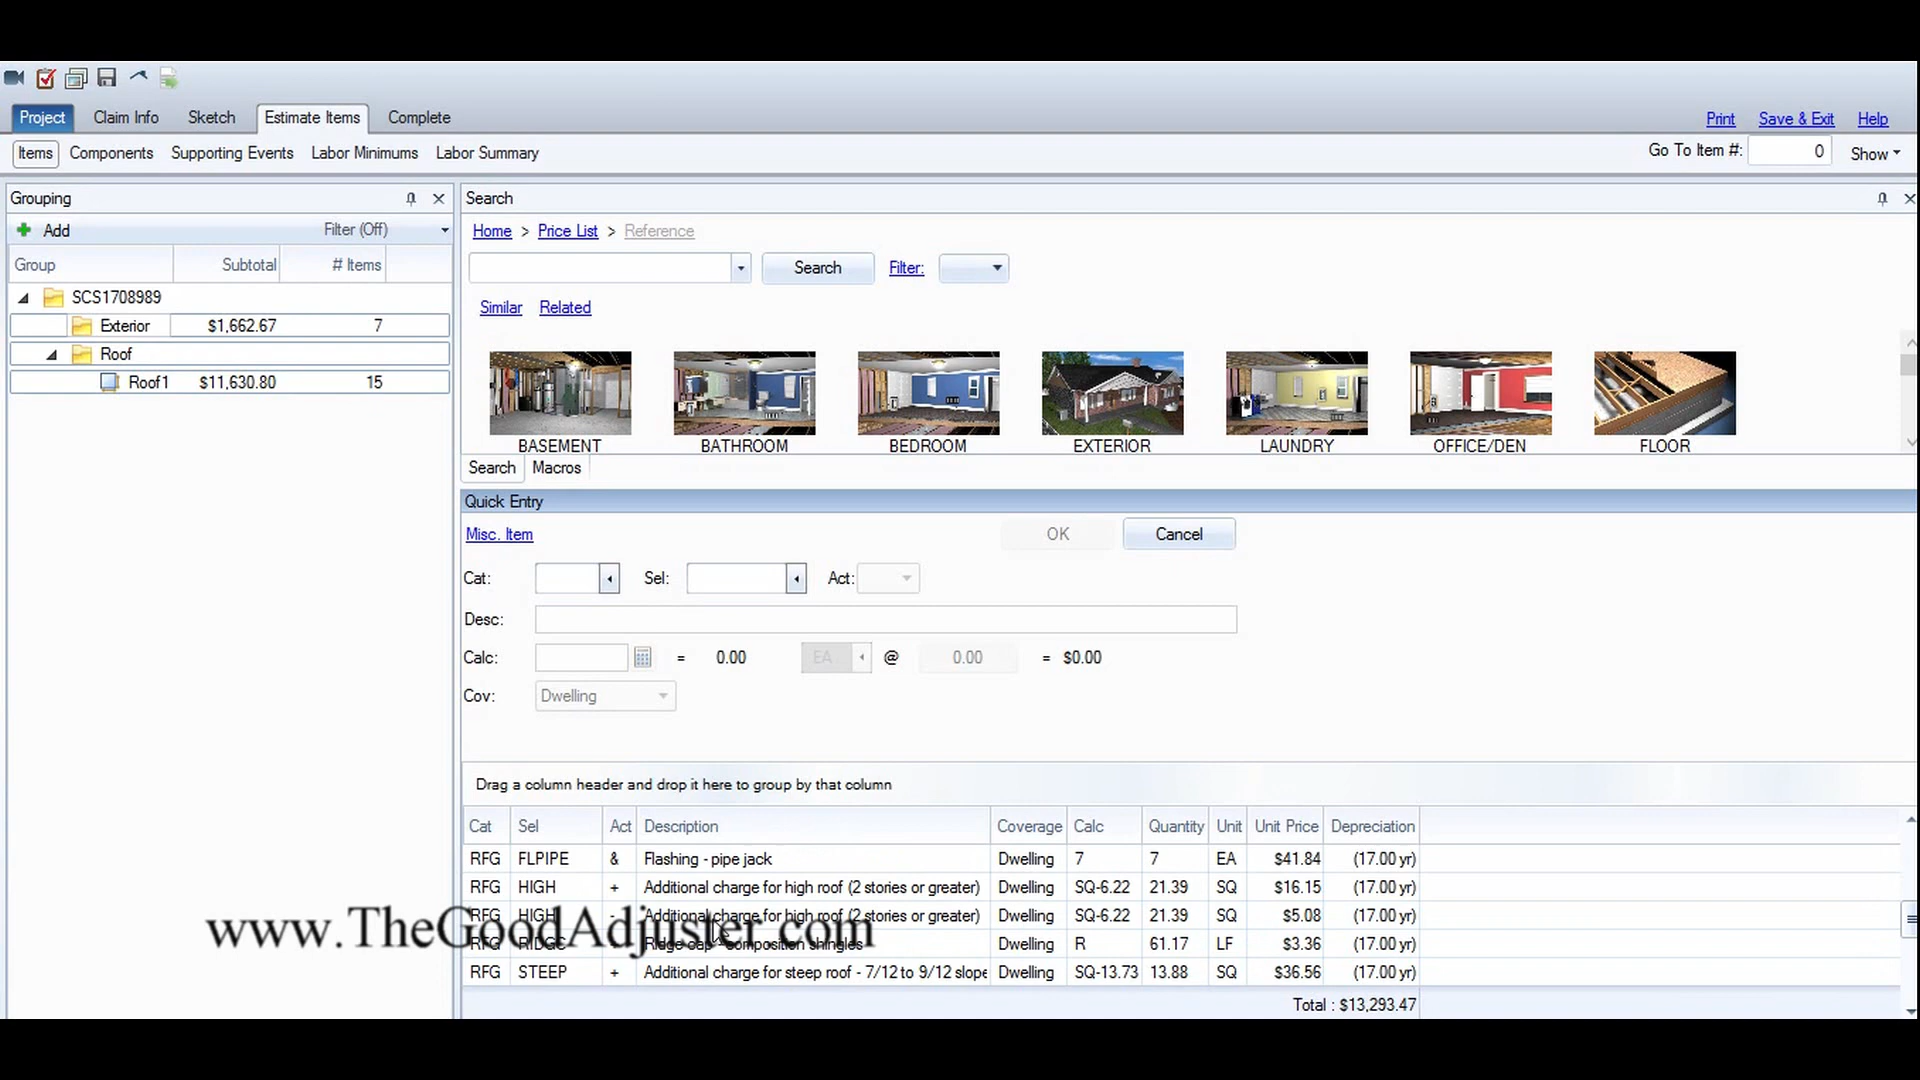 Project Claim Info Sketch Estimate Items Complete Print Save & Exit Help
Items Components Supporting Events Labor Minimums Labor Summary Go To Item #: 0 Show
Grouping
Add Filter (Off)
Group Subtotal # Items
SCS1708989
Exterior $1,662.67 7
Roof
Roof1 $11,630.80 15
Search
Home > Price List > Reference
Search Filter:
Similar Related
BASEMENT BATHROOM BEDROOM EXTERIOR LAUNDRY OFFICE/DEN FLOOR
Search Macros
Quick Entry
Misc. Item OK Cancel
Cat: Sel: Act:
Desc:
Calc: = 0.00 EA @ 0.00 = $0.00
Cov: Dwelling
Drag a column header and drop it here to group by that column
Cat Sel Act Description Coverage Calc Quantity Unit Unit Price Depreciation
RFG FLPIPE & Flashing - pipe jack Dwelling 7 7 EA $41.84 (17.00 yr)
RFG HIGH + Additional charge for high roof (2 stories or greater) Dwelling SQ-6.22 21.39 SQ $16.15 (17.00 yr)
RFG HIGH - Additional charge for high roof (2 stories or greater) Dwelling SQ-6.22 21.39 SQ $5.08 (17.00 yr)
www.TheGoodAdjuster.com
RFG RIDGC Ridge cap - composition shingles Dwelling R 61.17 LF $3.36 (17.00 yr)
RFG STEEP + Additional charge for steep roof - 7/12 to 9/12 slope Dwelling SQ-13.73 13.88 SQ $36.56 (17.00 yr)
Total : $13,293.47